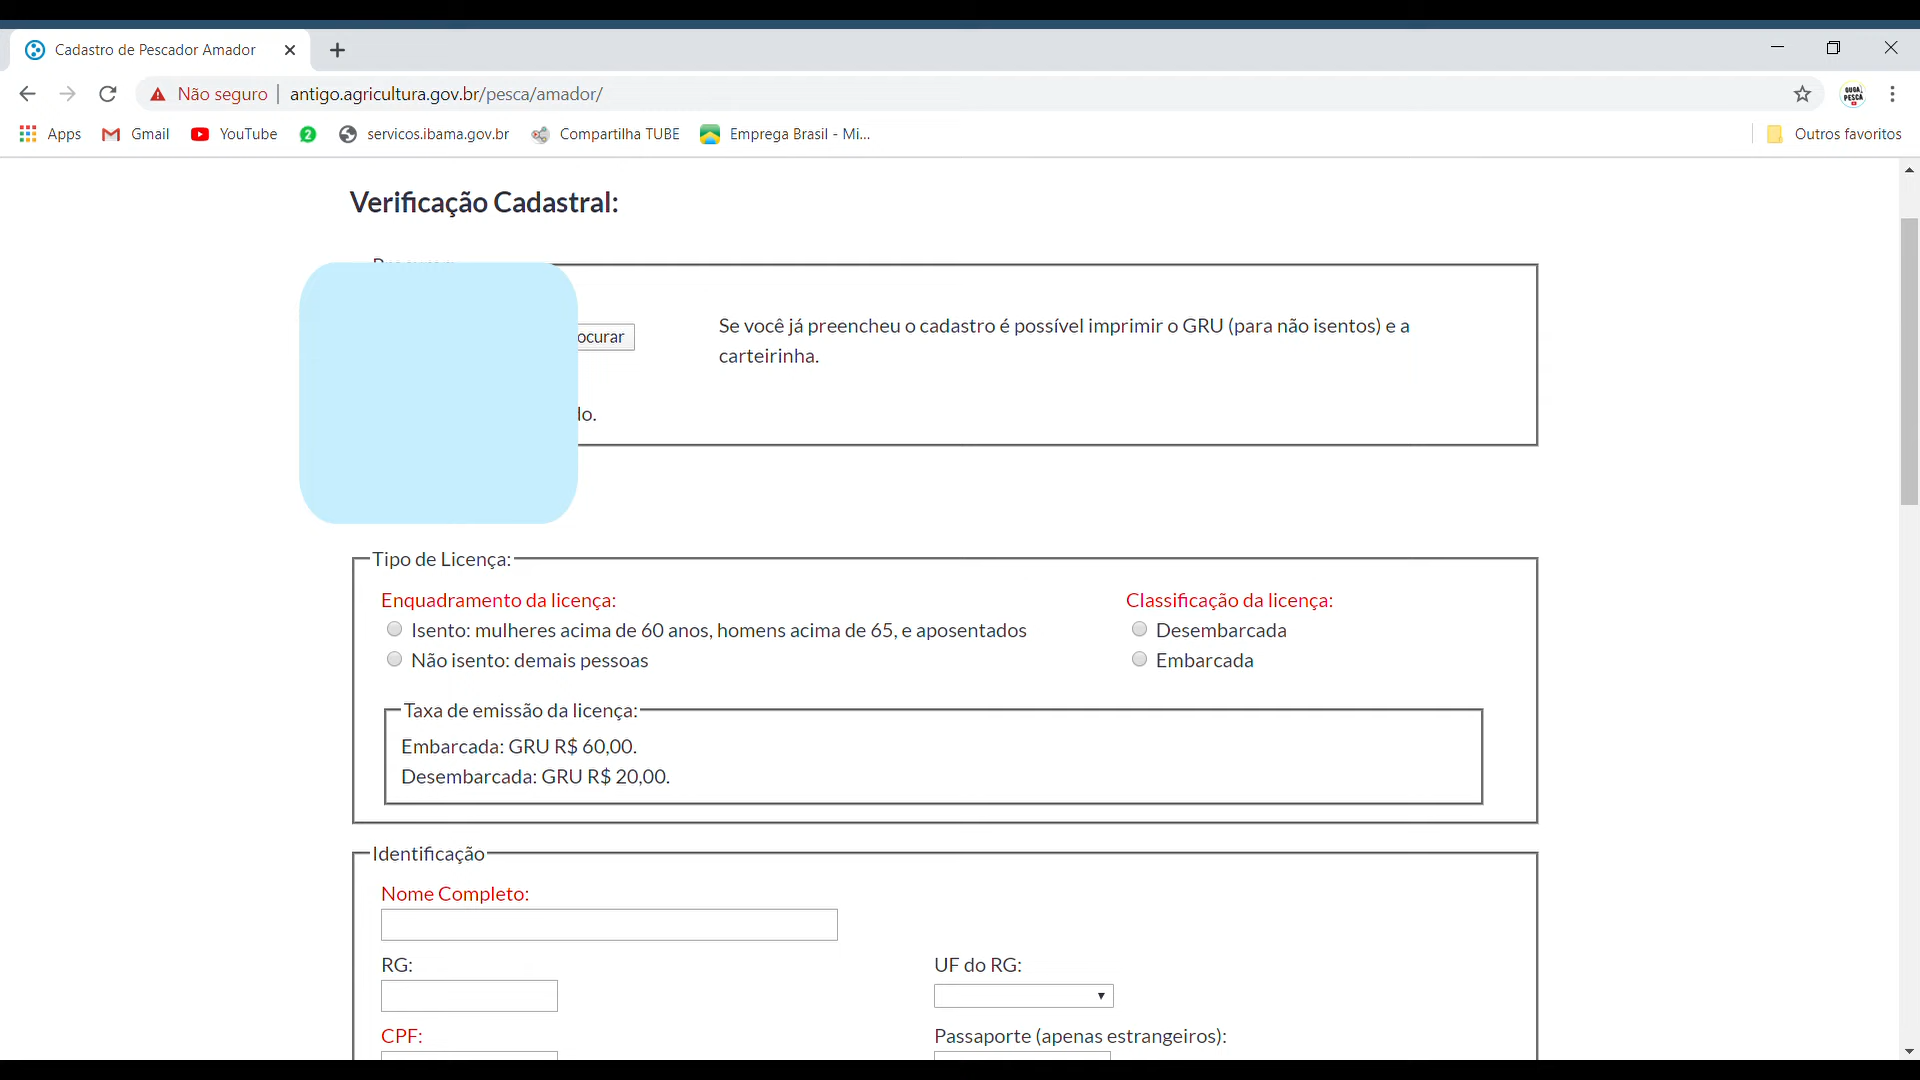 Cadastro de Pescador Amador
Não seguro | antigo.agricultura.gov.br/pesca/amador/
GUGA PESCA
Apps Gmail YouTube 2 servicos.ibama.gov.br Compartilha TUBE Emprega Brasil - Mi... Outros favoritos
Verificação Cadastral:
ocurar
Se você já preencheu o cadastro é possível imprimir o GRU (para não isentos) e a
carteirinha.
do.
Tipo de Licença:
Enquadramento da licença: Classificação da licença:
Isento: mulheres acima de 60 anos, homens acima de 65, e aposentados Desembarcada
Não isento: demais pessoas Embarcada
Taxa de emissão da licença:
Embarcada: GRU R$ 60,00.
Desembarcada: GRU R$ 20,00.
Identificação
Nome Completo:
RG: UF do RG:
CPF: Passaporte (apenas estrangeiros):